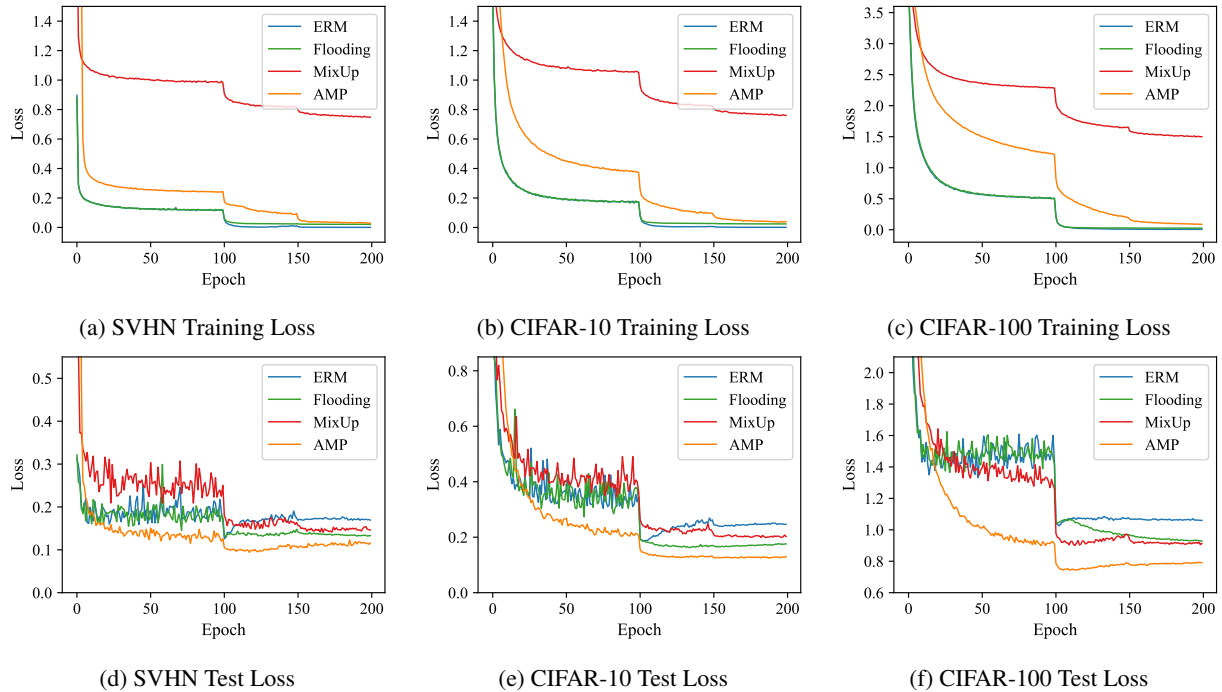 1.4
1.2
1.0
0.8
0.6
0.4
0.2
0.0
Loss
0 50 100 150 200
Epoch
ERM
Flooding
MixUp
AMP
(a) SVHN Training Loss
1.4
1.2
1.0
0.8
0.6
0.4
0.2
0.0
Loss
0 50 100 150 200
Epoch
ERM
Flooding
MixUp
AMP
(b) CIFAR-10 Training Loss
3.5
3.0
2.5
2.0
1.5
1.0
0.5
0.0
Loss
0 50 100 150 200
Epoch
ERM
Flooding
MixUp
AMP
(c) CIFAR-100 Training Loss
0.5
0.4
0.3
0.2
0.1
0.0
Loss
0 50 100 150 200
Epoch
ERM
Flooding
MixUp
AMP
(d) SVHN Test Loss
0.8
0.6
0.4
0.2
0.0
Loss
0 50 100 150 200
Epoch
ERM
Flooding
MixUp
AMP
(e) CIFAR-10 Test Loss
2.0
1.8
1.6
1.4
1.2
1.0
0.8
0.6
Loss
0 50 100 150 200
Epoch
ERM
Flooding
MixUp
AMP
(f) CIFAR-100 Test Loss